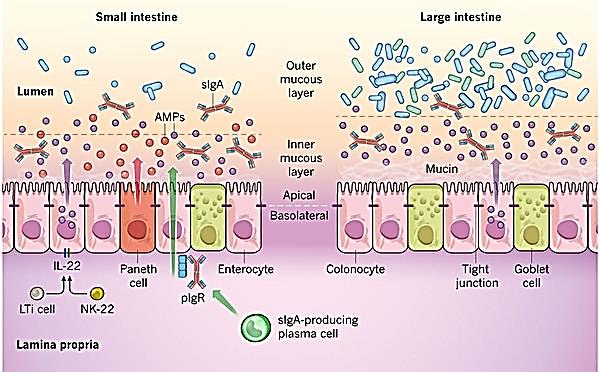 Small intestine
Large intestine
Outer
mucous
layer
Lumen
sIgA
AMPs
Inner
mucous
layer
Mucin
Apical
Basolateral
IL-22
Paneth
cell
Enterocyte
Colonocyte
Tight
junction
Goblet
cell
pIgR
LTi cell
NK-22
sIgA-producing
plasma cell
Lamina propria